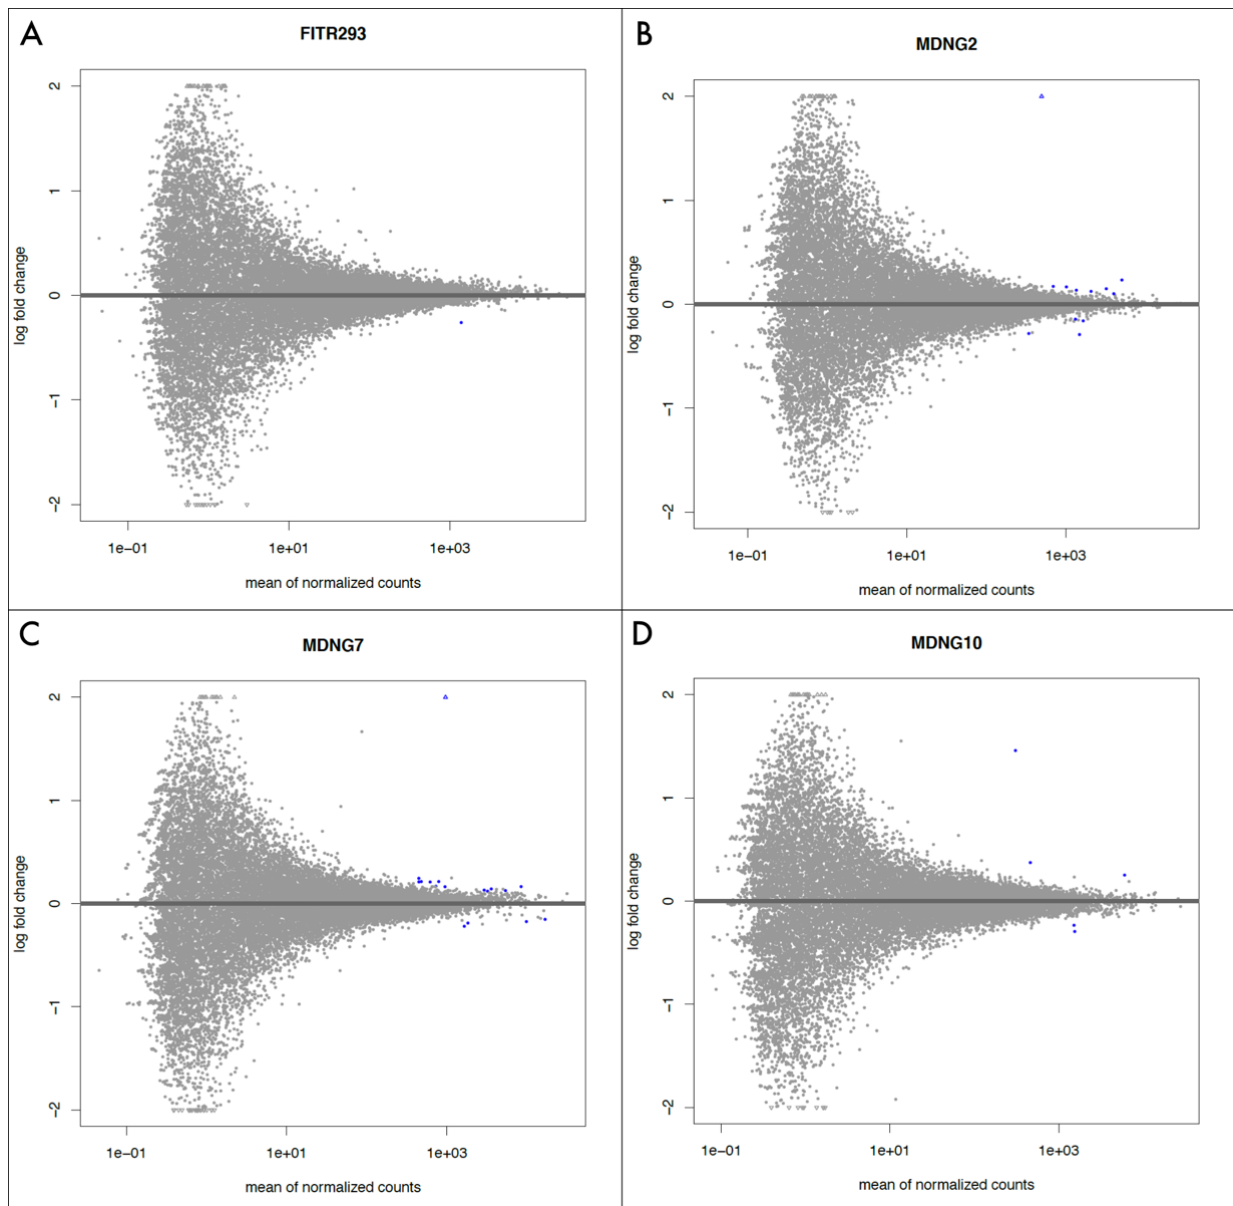 A
FITR293
log fold change
2
1
0
-1
-2
1e-01
1e+01
1e+03
mean of normalized counts
B
MDNG2
log fold change
2
1
0
-1
-2
1e-01
1e+01
1e+03
mean of normalized counts
C
MDNG7
log fold change
2
1
0
-1
-2
1e-01
1e+01
1e+03
mean of normalized counts
D
MDNG10
log fold change
2
1
0
-1
-2
1e-01
1e+01
1e+03
mean of normalized counts